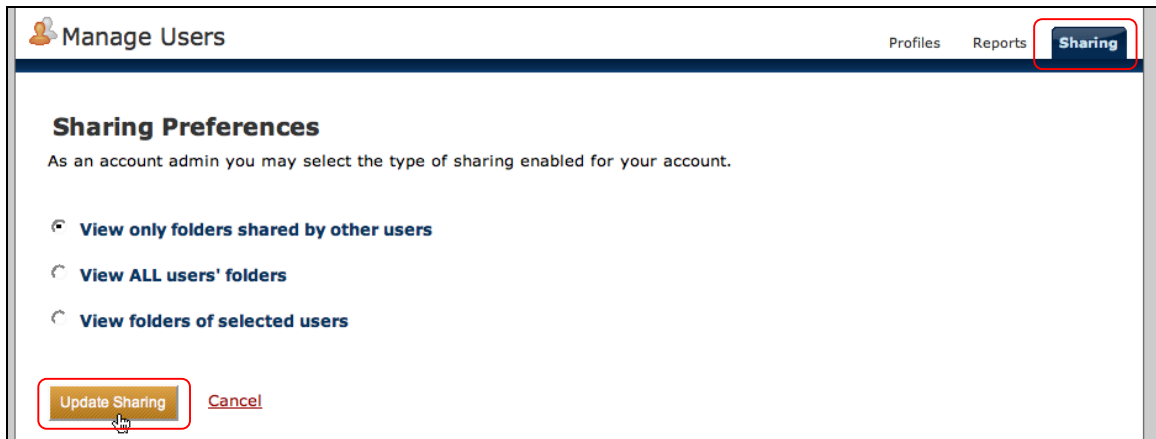 Manage Users
Profiles Reports Sharing
Sharing Preferences
As an account admin you may select the type of sharing enabled for your account.
View only folders shared by other users
View ALL users' folders
View folders of selected users
Update Sharing Cancel